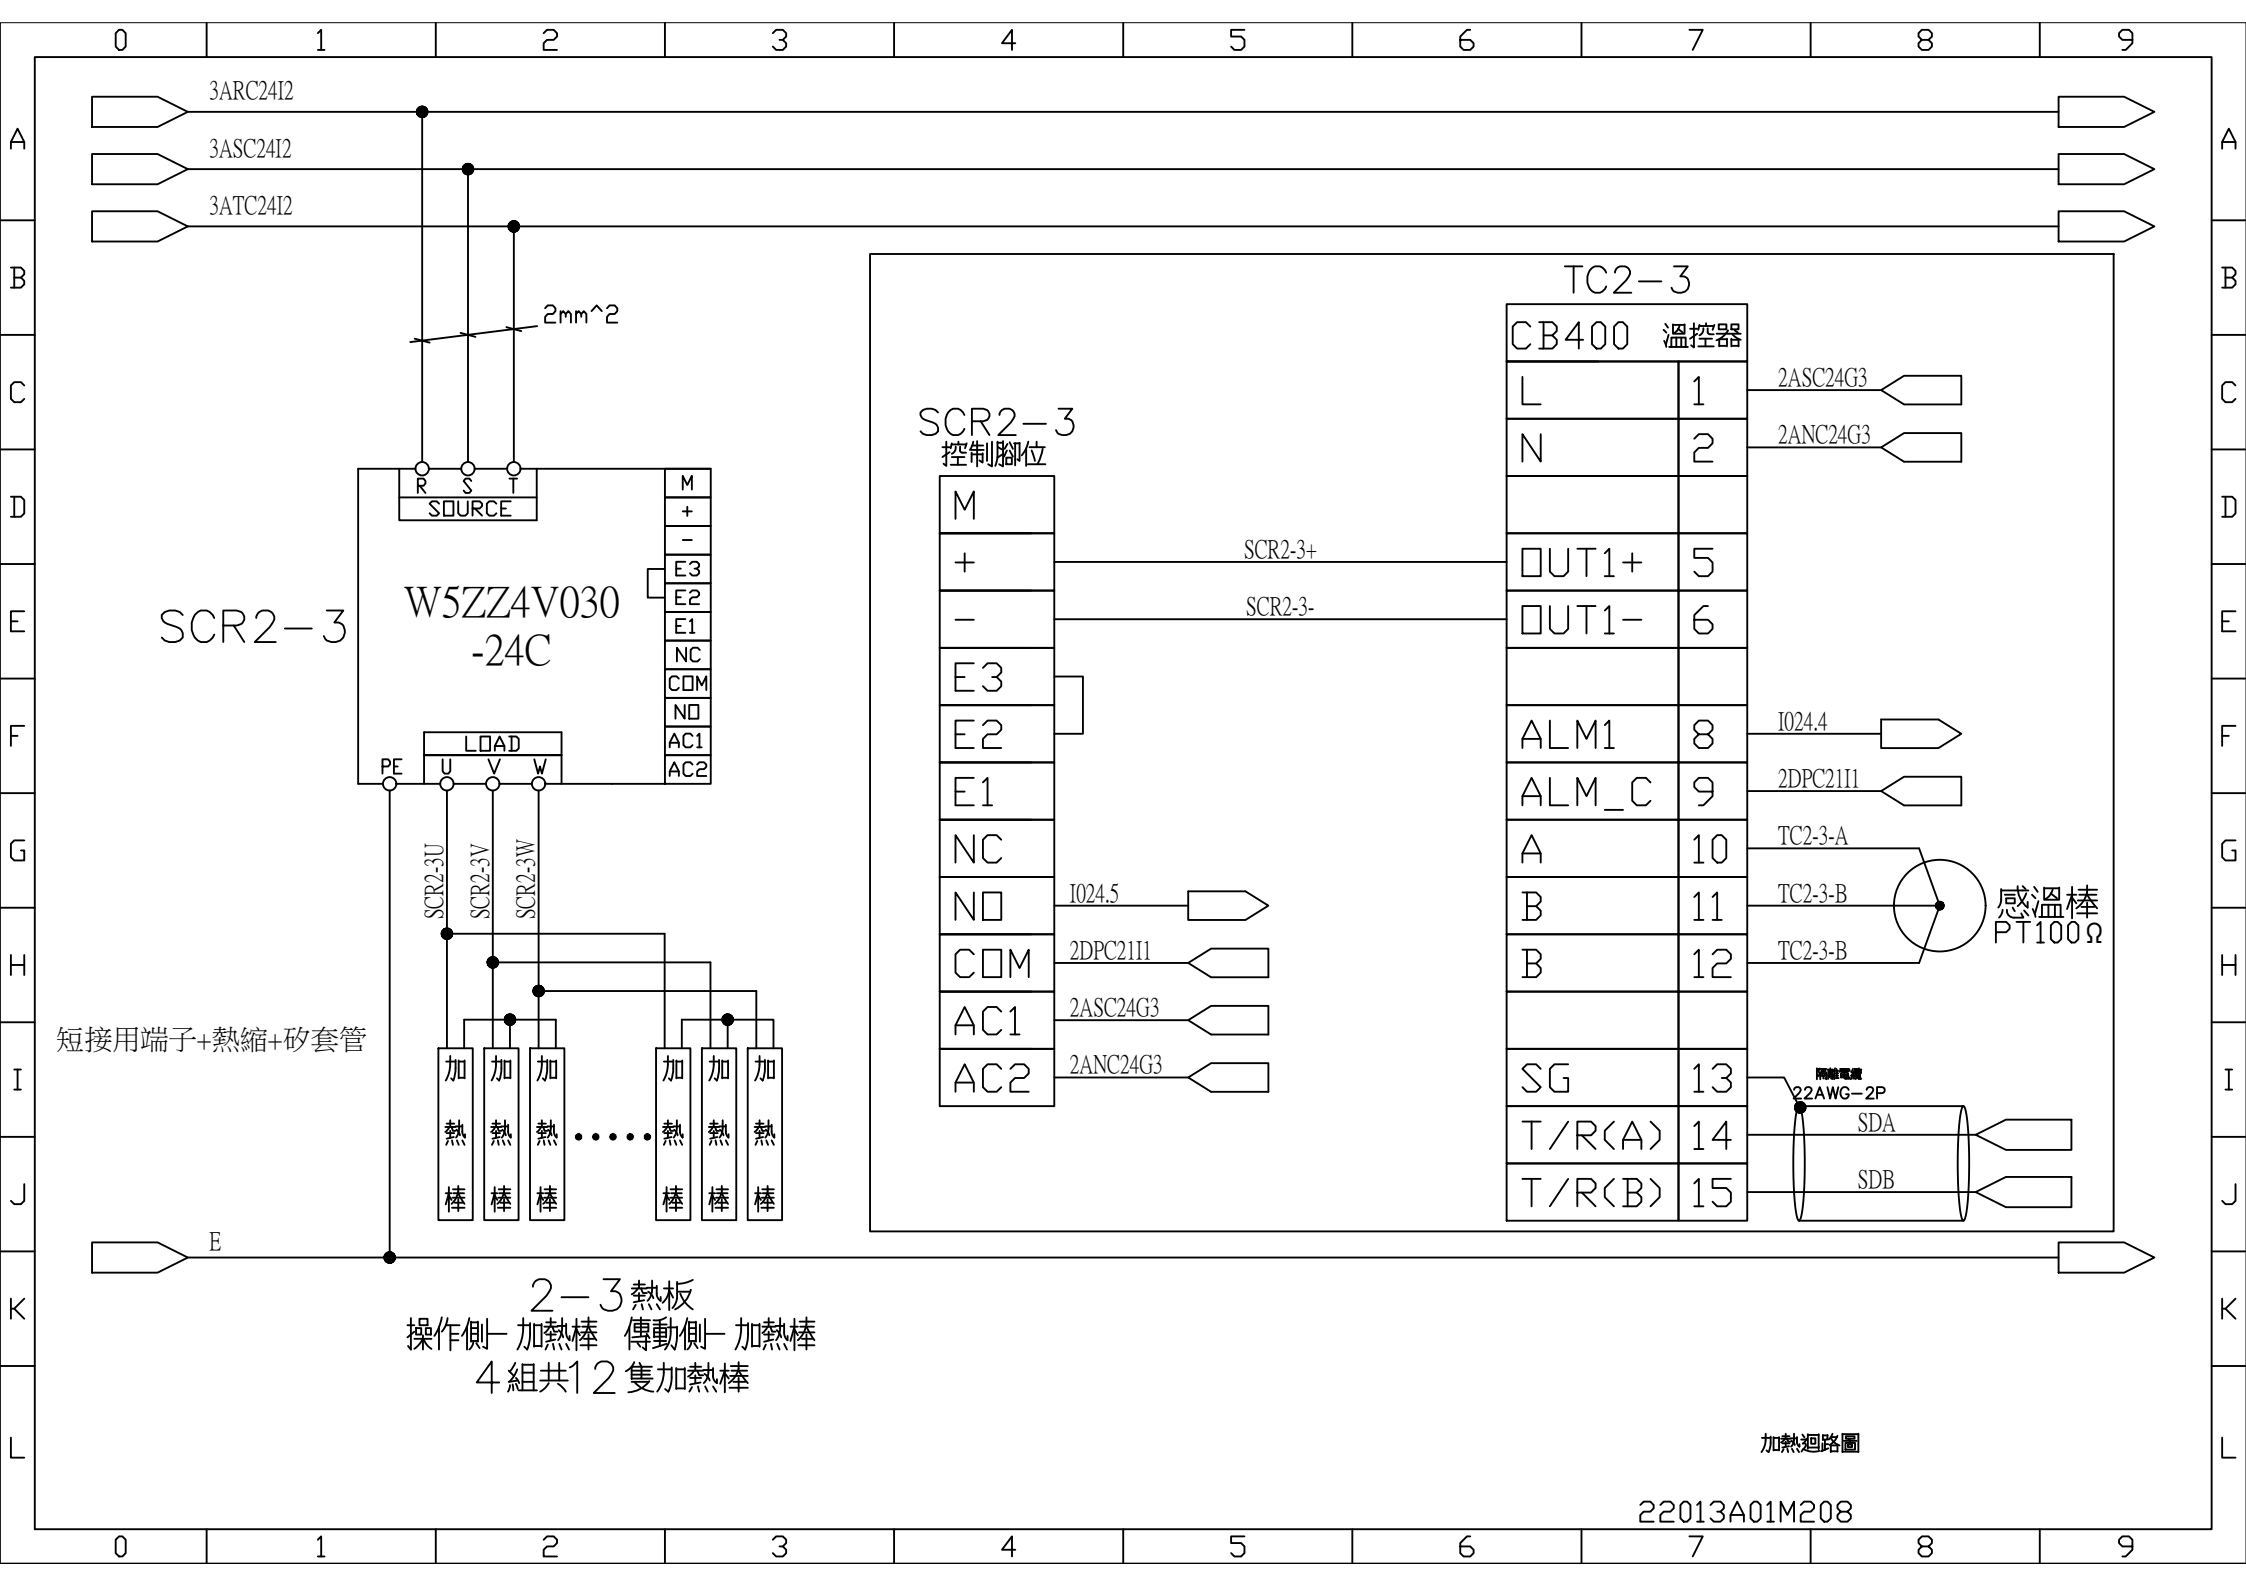 0 1 2 3 4 5 6 7 8 9
A A
B B
C C
D D
E E
F F
G G
H H
I I
J J
K K
L L
3ARC24I2
3ASC24I2
3ATC24I2
2mm^2
R S T
SOURCE
SCR2-3
W5ZZ4V030
-24C
M
+
-
E3
E2
E1
NC
COM
NO
AC1
AC2
LOAD
PE U V W
SCR2-3U
SCR2-3V
SCR2-3W
短接用端子+熱縮+矽套管
加熱棒
加熱棒
加熱棒
加熱棒
加熱棒
加熱棒
E
2-3熱板
操作側-加熱棒 傳動側-加熱棒
4組共12隻加熱棒
SCR2-3
控制腳位
M
+
-
E3
E2
E1
NC
NO
COM
AC1
AC2
SCR2-3+
SCR2-3-
I024.5
2DPC21I1
2ASC24G3
2ANC24G3
TC2-3
CB400 溫控器
L 1 2ASC24G3
N 2 2ANC24G3
OUT1+ 5
OUT1- 6
ALM1 8 I024.4
ALM_C 9 2DPC21I1
A 10 TC2-3-A
B 11 TC2-3-B
B 12 TC2-3-B
感溫棒
PT100Ω
SG 13
隔離電纜
22AWG-2P
T/R(A) 14 SDA
T/R(B) 15 SDB
加熱迴路圖
22013A01M208
0 1 2 3 4 5 6 7 8 9